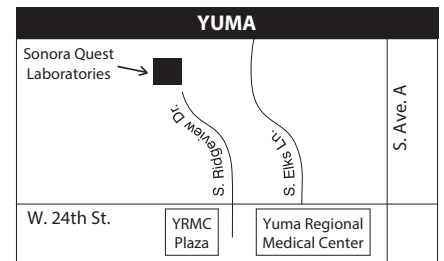 YUMA
Sonora Quest
Laboratories
S. Ridgeview Dr.
S. Elks Ln.
S. Ave. A
W. 24th St.
YRMC
Plaza
Yuma Regional
Medical Center